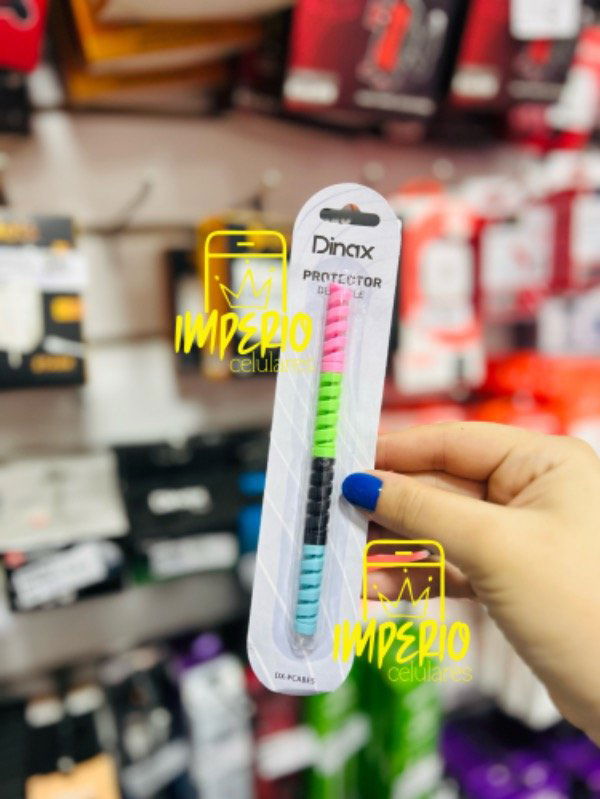 Dinax
PROTECTOR
IMPERIO
celulares
IMPERIO
celulares